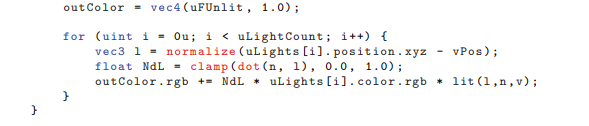 outColor = vec4(uFUnlit, 1.0);
for (uint i = 0u; i < uLightCount; i++) {
vec3 l = normalize(uLights[i].position.xyz - vPos);
float NdL = clamp(dot(n, l), 0.0, 1.0);
outColor.rgb += NdL * uLights[i].color.rgb * lit(l,n,v);
}
}